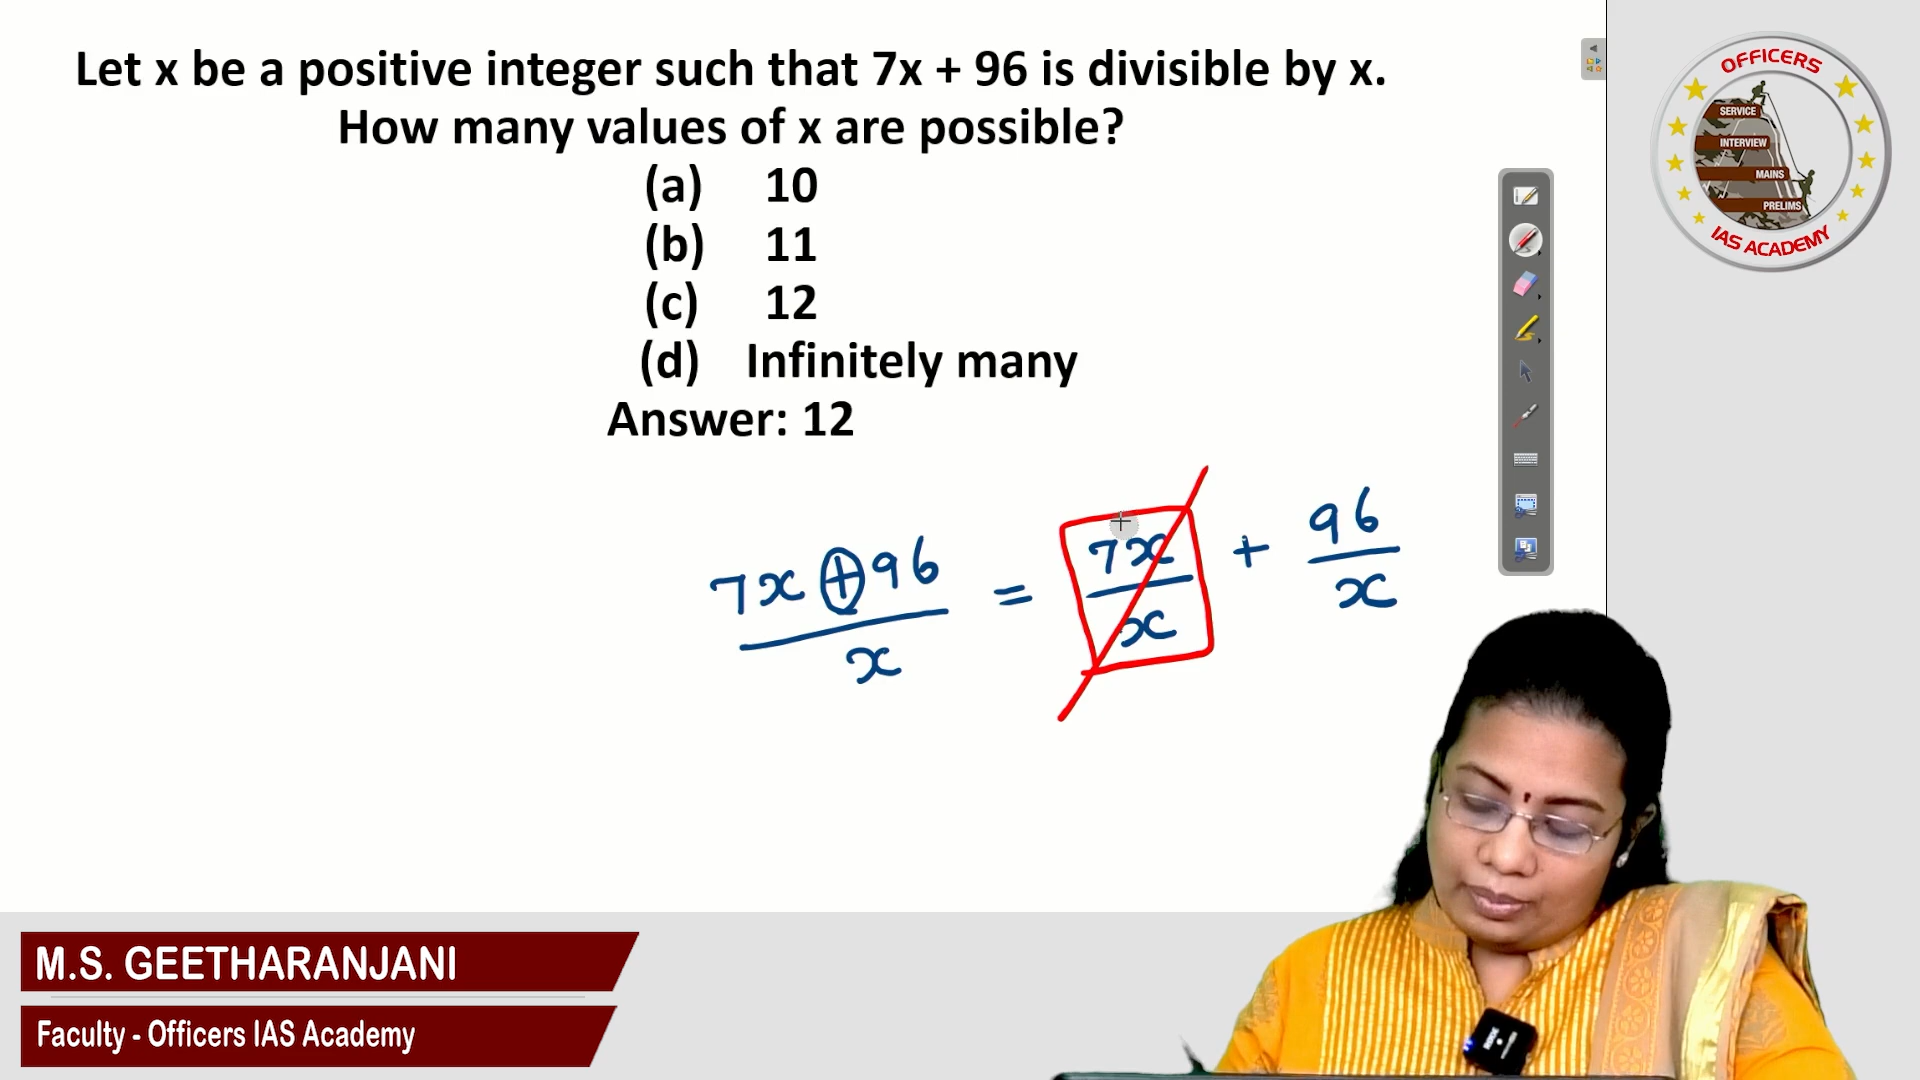 Let x be a positive integer such that 7x + 96 is divisible by x.
How many values of x are possible?
(a) 10
(b) 11
(c) 12
(d) Infinitely many
Answer: 12
7x + 96 / x = 7x / x + 96 / x
OFFICERS
SERVICE
INTERVIEW
MAINS
PRELIMS
IAS ACADEMY
M.S. GEETHARANJANI
Faculty - Officers IAS Academy